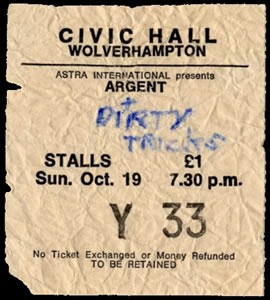 CIVIC HALL
WOLVERHAMPTON
ASTRA INTERNATIONAL presents
ARGENT
+
DIRTY
TRICKS
STALLS £1
Sun. Oct. 19 7.30 p.m.
Y 33
No Ticket Exchanged or Money Refunded
TO BE RETAINED